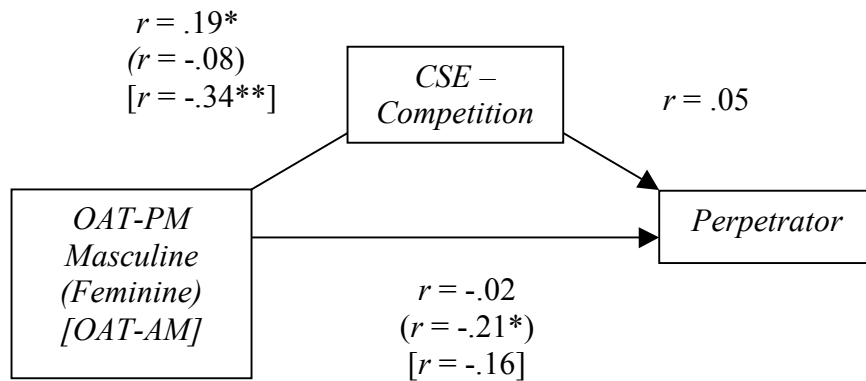 r = .19*
(r = -.08)
[r = -.34**]
CSE –
Competition
r = .05
OAT-PM
Masculine
(Feminine)
[OAT-AM]
Perpetrator
r = -.02
(r = -.21*)
[r = -.16]